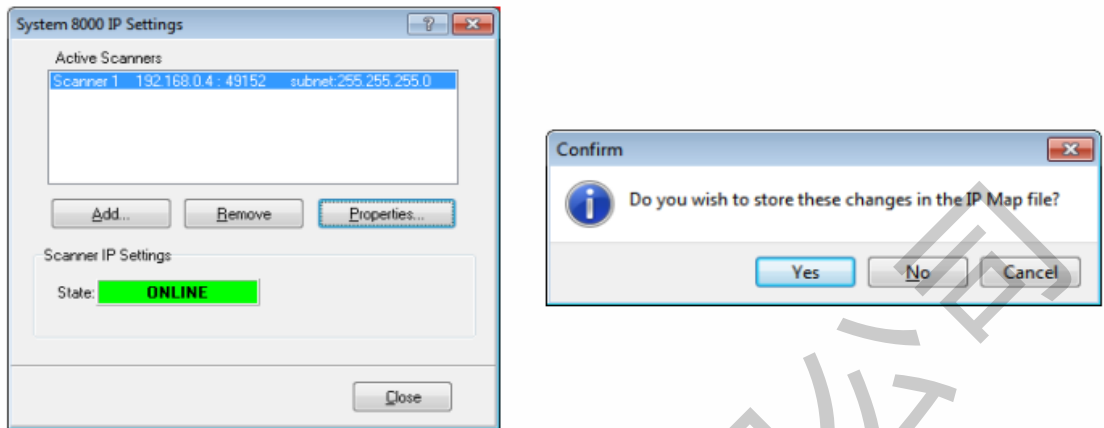 System 8000 IP Settings
Active Scanners
Scanner 1 192.168.0.4 : 49152 subnet:255.255.255.0
Add... Remove Properties...
Scanner IP Settings
State: ONLINE
Close
Confirm
Do you wish to store these changes in the IP Map file?
Yes No Cancel
公司